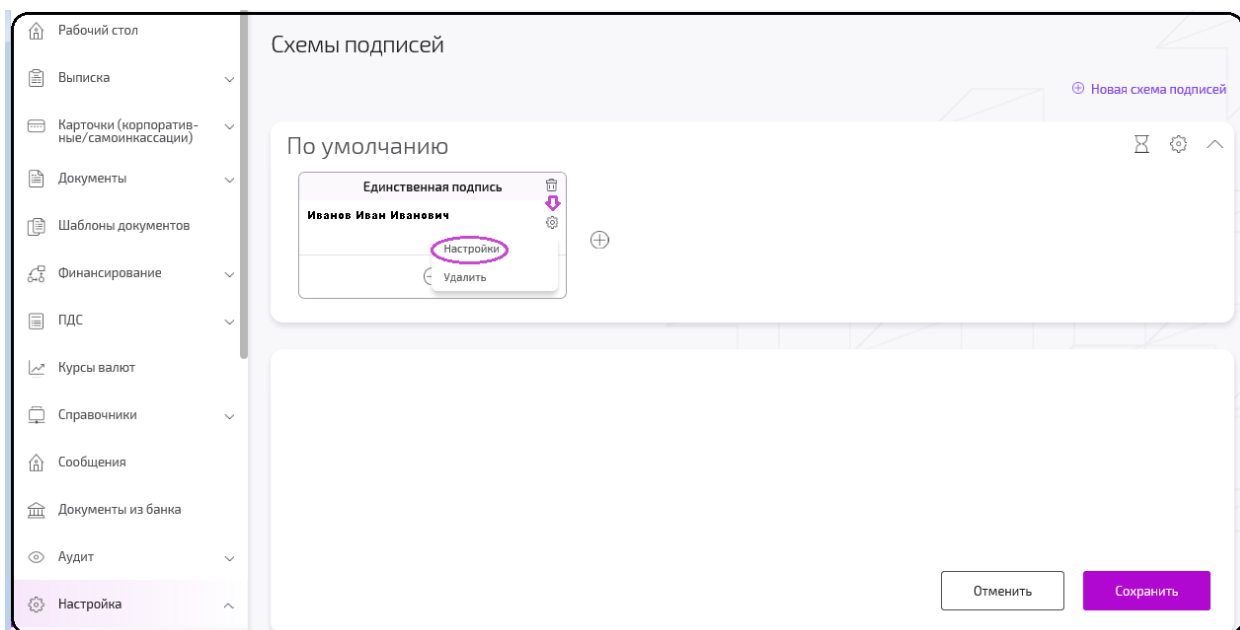 Рабочий стол
Выписка
Карточки (корпоратив-
ные/самоинкассации)
Документы
Шаблоны документов
Финансирование
ПДС
Курсы валют
Справочники
Сообщения
Документы из банка
Аудит
Настройка
Схемы подписей
Новая схема подписей
По умолчанию
Единственная подпись
Иванов Иван Иванович
Настройки
Удалить
Отменить
Сохранить